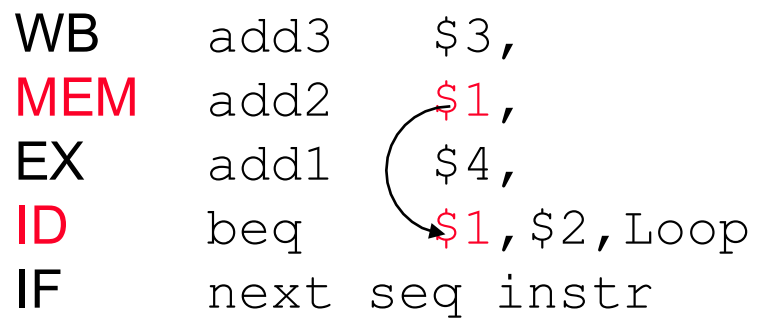 WB add3 $3,
MEM add2 $1,
EX add1 $4,
ID beq $1,$2,Loop
IF next seq instr